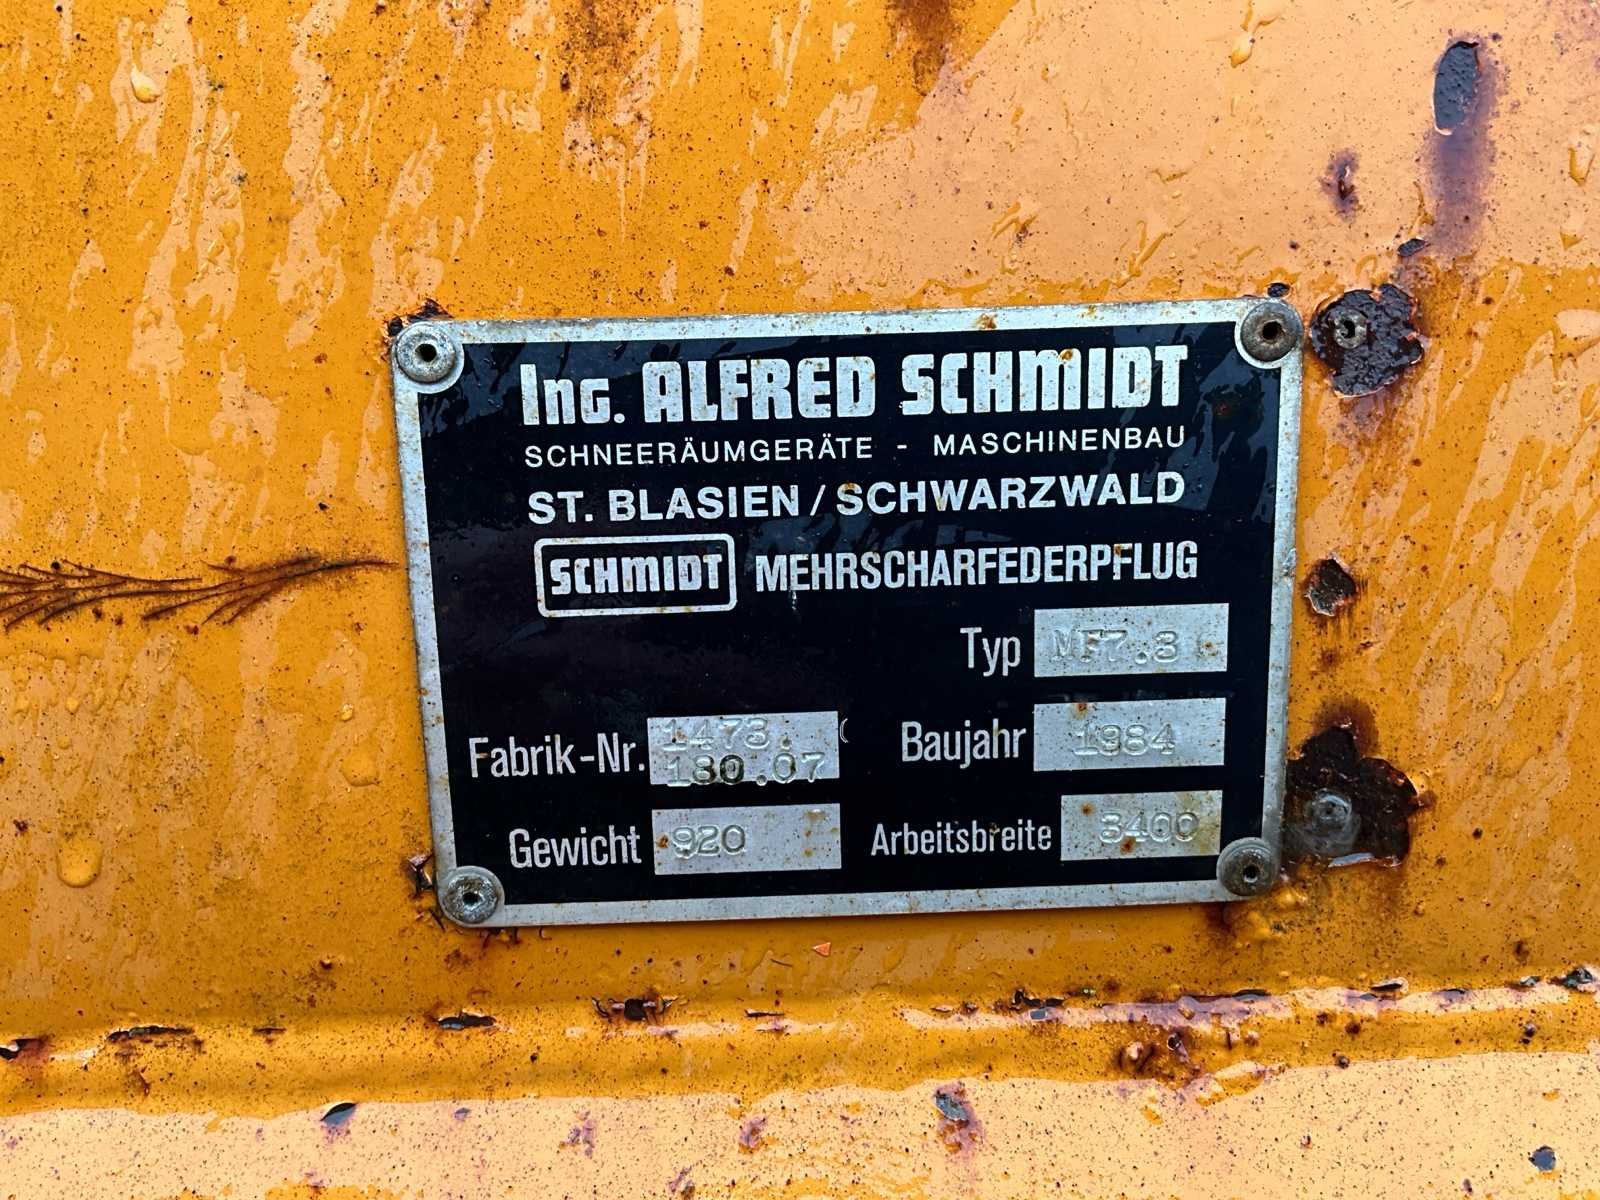 Ing. ALFRED SCHMIDT
SCHNEERÄUMGERÄTE - MASCHINENBAU
ST. BLASIEN / SCHWARZWALD
SCHMIDT MEHRSCHARFEDERPFLUG
Typ MF7.3
Fabrik-Nr. 1473.
180.07
Baujahr 1984
Gewicht 920
Arbeitsbreite 3400